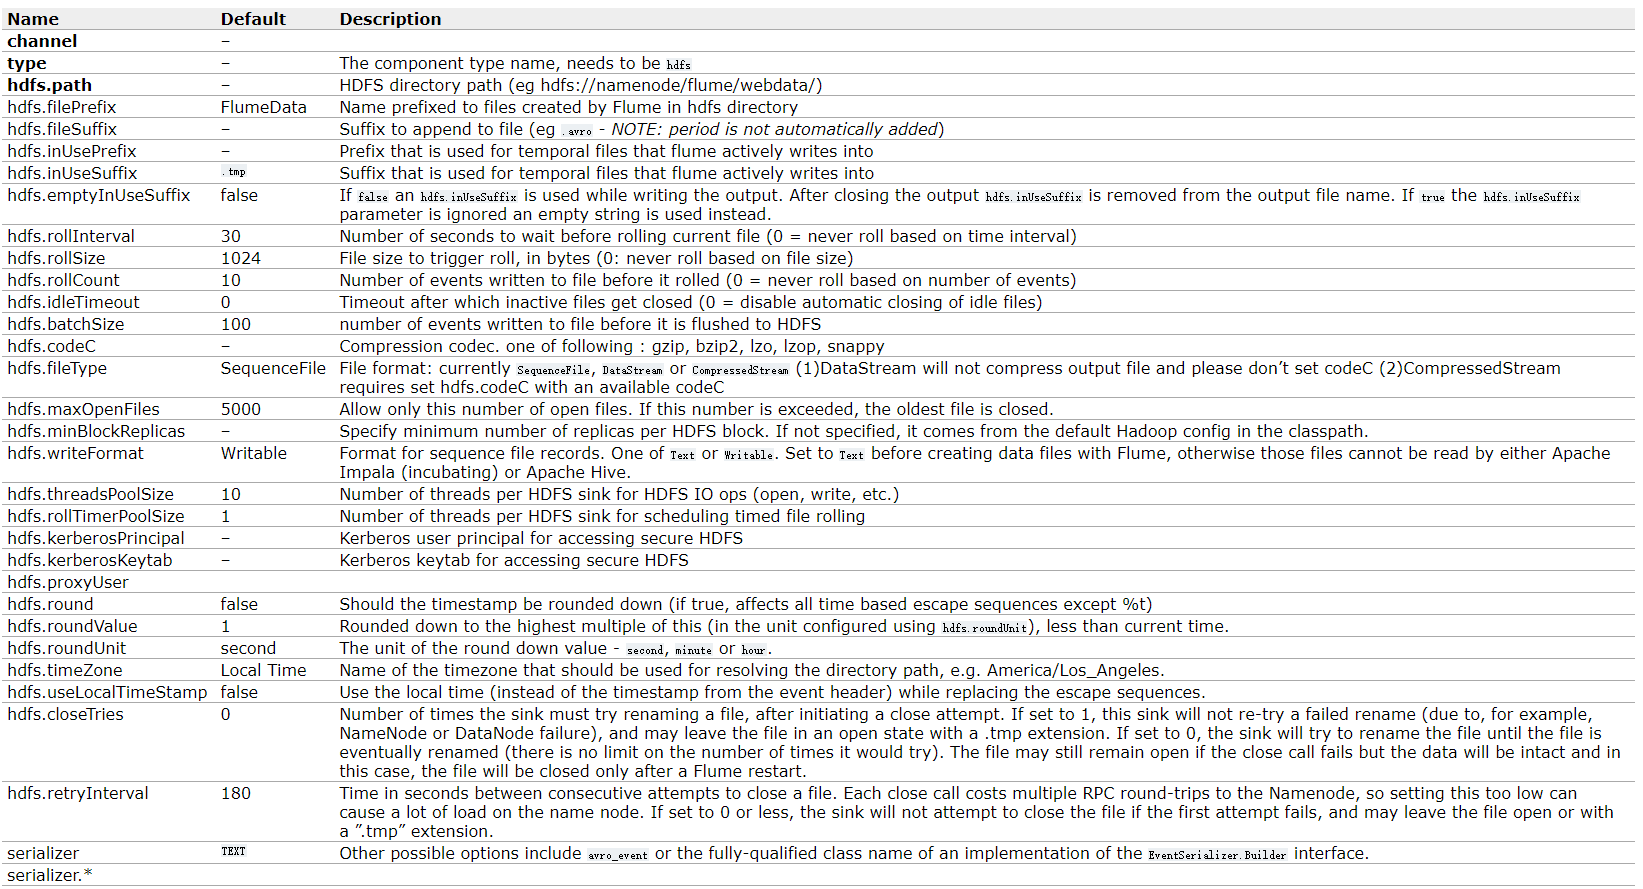 Name Default Description
channel –
type – The component type name, needs to be hdfs
hdfs.path – HDFS directory path (eg hdfs://namenode/flume/webdata/)
hdfs.filePrefix FlumeData Name prefixed to files created by Flume in hdfs directory
hdfs.fileSuffix – Suffix to append to file (eg .avro - NOTE: period is not automatically added)
hdfs.inUsePrefix – Prefix that is used for temporal files that flume actively writes into
hdfs.inUseSuffix .tmp Suffix that is used for temporal files that flume actively writes into
hdfs.emptyInUseSuffix false If false an hdfs.inUseSuffix is used while writing the output. After closing the output hdfs.inUseSuffix is removed from the output file name. If true the hdfs.inUseSuffix
parameter is ignored an empty string is used instead.
hdfs.rollInterval 30 Number of seconds to wait before rolling current file (0 = never roll based on time interval)
hdfs.rollSize 1024 File size to trigger roll, in bytes (0: never roll based on file size)
hdfs.rollCount 10 Number of events written to file before it rolled (0 = never roll based on number of events)
hdfs.idleTimeout 0 Timeout after which inactive files get closed (0 = disable automatic closing of idle files)
hdfs.batchSize 100 number of events written to file before it is flushed to HDFS
hdfs.codeC – Compression codec. one of following : gzip, bzip2, lzo, lzop, snappy
hdfs.fileType SequenceFile File format: currently SequenceFile, DataStream or CompressedStream (1)DataStream will not compress output file and please don’t set codeC (2)CompressedStream
requires set hdfs.codeC with an available codeC
hdfs.maxOpenFiles 5000 Allow only this number of open files. If this number is exceeded, the oldest file is closed.
hdfs.minBlockReplicas – Specify minimum number of replicas per HDFS block. If not specified, it comes from the default Hadoop config in the classpath.
hdfs.writeFormat Writable Format for sequence file records. One of Text or Writable. Set to Text before creating data files with Flume, otherwise those files cannot be read by either Apache
Impala (incubating) or Apache Hive.
hdfs.threadsPoolSize 10 Number of threads per HDFS sink for HDFS IO ops (open, write, etc.)
hdfs.rollTimerPoolSize 1 Number of threads per HDFS sink for scheduling timed file rolling
hdfs.kerberosPrincipal – Kerberos user principal for accessing secure HDFS
hdfs.kerberosKeytab – Kerberos keytab for accessing secure HDFS
hdfs.proxyUser
hdfs.round false Should the timestamp be rounded down (if true, affects all time based escape sequences except %t)
hdfs.roundValue 1 Rounded down to the highest multiple of this (in the unit configured using hdfs.roundUnit), less than current time.
hdfs.roundUnit second The unit of the round down value - second, minute or hour.
hdfs.timeZone Local Time Name of the timezone that should be used for resolving the directory path, e.g. America/Los_Angeles.
hdfs.useLocalTimeStamp false Use the local time (instead of the timestamp from the event header) while replacing the escape sequences.
hdfs.closeTries 0 Number of times the sink must try renaming a file, after initiating a close attempt. If set to 1, this sink will not re-try a failed rename (due to, for example,
NameNode or DataNode failure), and may leave the file in an open state with a .tmp extension. If set to 0, the sink will try to rename the file until the file is
eventually renamed (there is no limit on the number of times it would try). The file may still remain open if the close call fails but the data will be intact and in
this case, the file will be closed only after a Flume restart.
hdfs.retryInterval 180 Time in seconds between consecutive attempts to close a file. Each close call costs multiple RPC round-trips to the Namenode, so setting this too low can
cause a lot of load on the name node. If set to 0 or less, the sink will not attempt to close the file if the first attempt fails, and may leave the file open or with
a ”.tmp” extension.
serializer TEXT Other possible options include avro_event or the fully-qualified class name of an implementation of the EventSerializer.Builder interface.
serializer.*